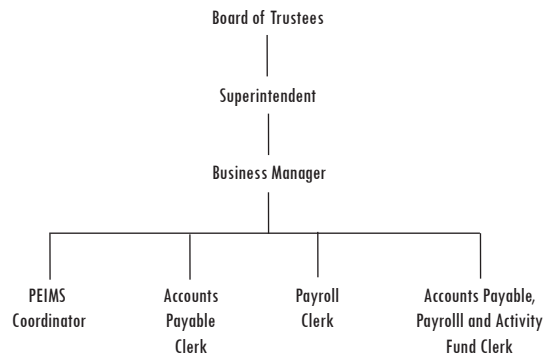 Board of Trustees
Superintendent
Business Manager
PEIMS
Coordinator
Accounts
Payable
Clerk
Payroll
Clerk
Accounts Payable,
Payrolll and Activity
Fund Clerk